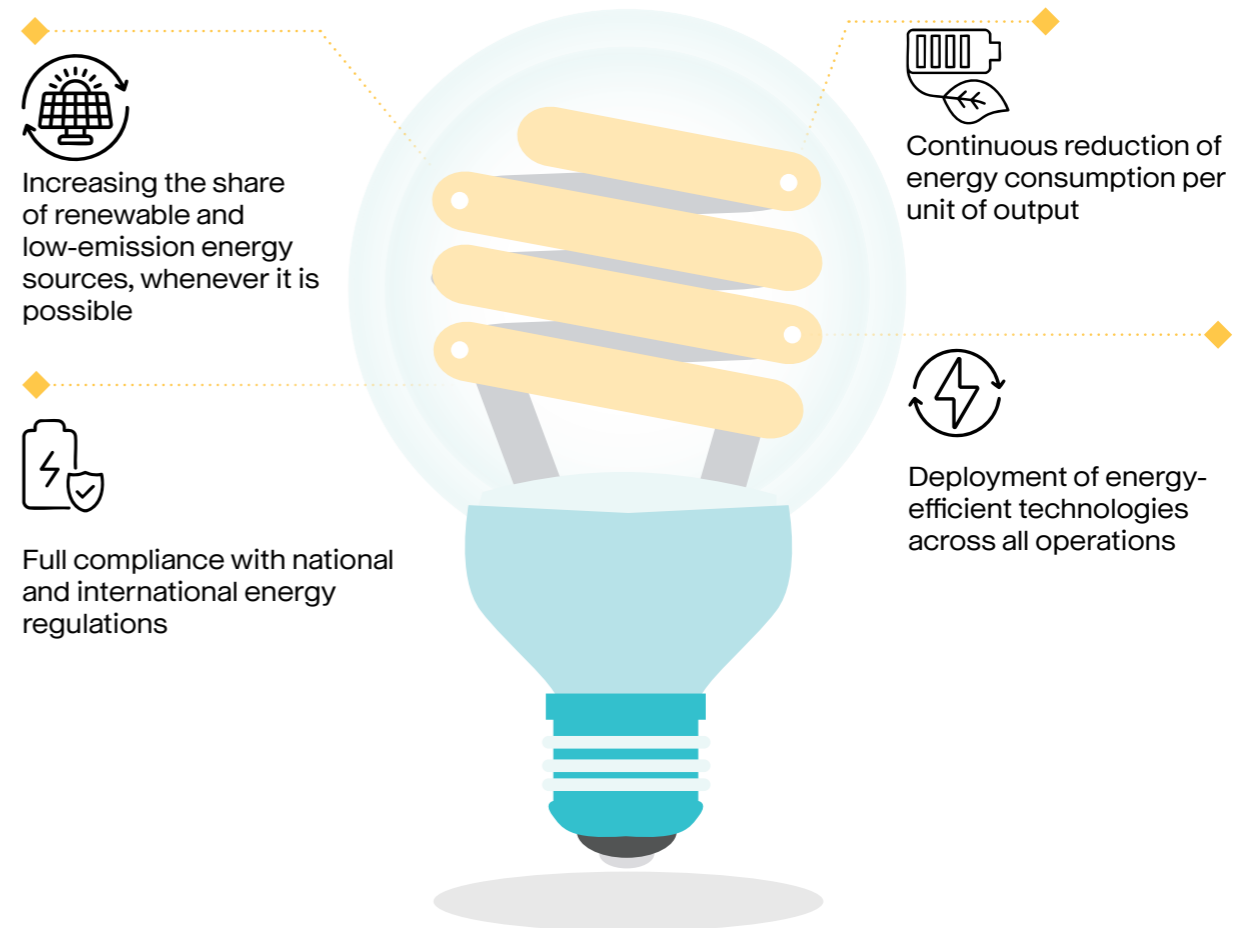 Increasing the share
of renewable and
low-emission energy
sources, whenever it is
possible
Continuous reduction of
energy consumption per
unit of output
Full compliance with national
and international energy
regulations
Deployment of energy-
efficient technologies
across all operations